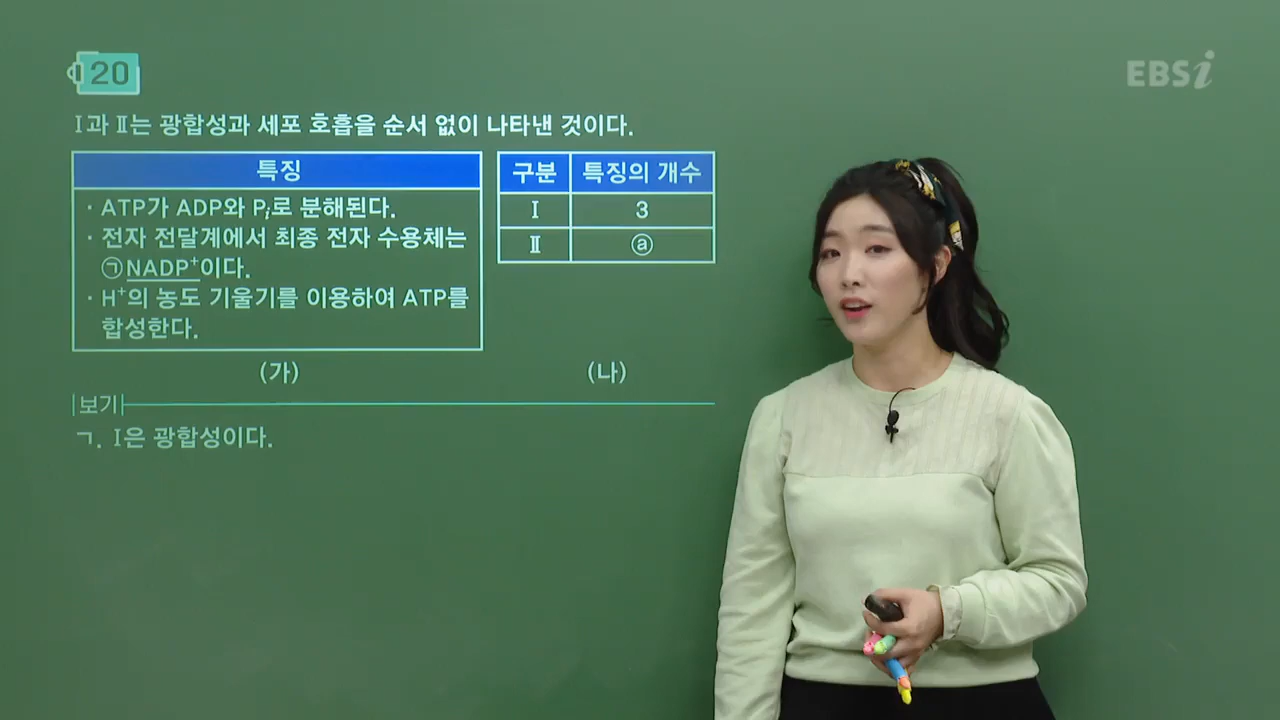 20
EBSi
Ⅰ과 Ⅱ는 광합성과 세포 호흡을 순서 없이 나타낸 것이다.
특징
· ATP가 ADP와 Pi로 분해된다.
· 전자 전달계에서 최종 전자 수용체는
㉠NADP⁺이다.
· H⁺의 농도 기울기를 이용하여 ATP를
합성한다.
(가)
구분 특징의 개수
Ⅰ 3
Ⅱ ⓐ
(나)
보기
ㄱ. Ⅰ은 광합성이다.